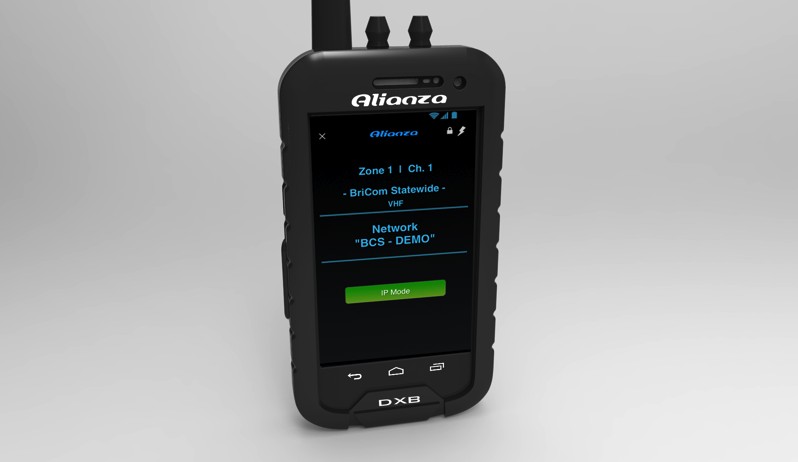 Alianza
Alianza
Zone 1 | Ch. 1
- BriCom Statewide -
VHF
Network
"BCS - DEMO"
IP Mode
DXB